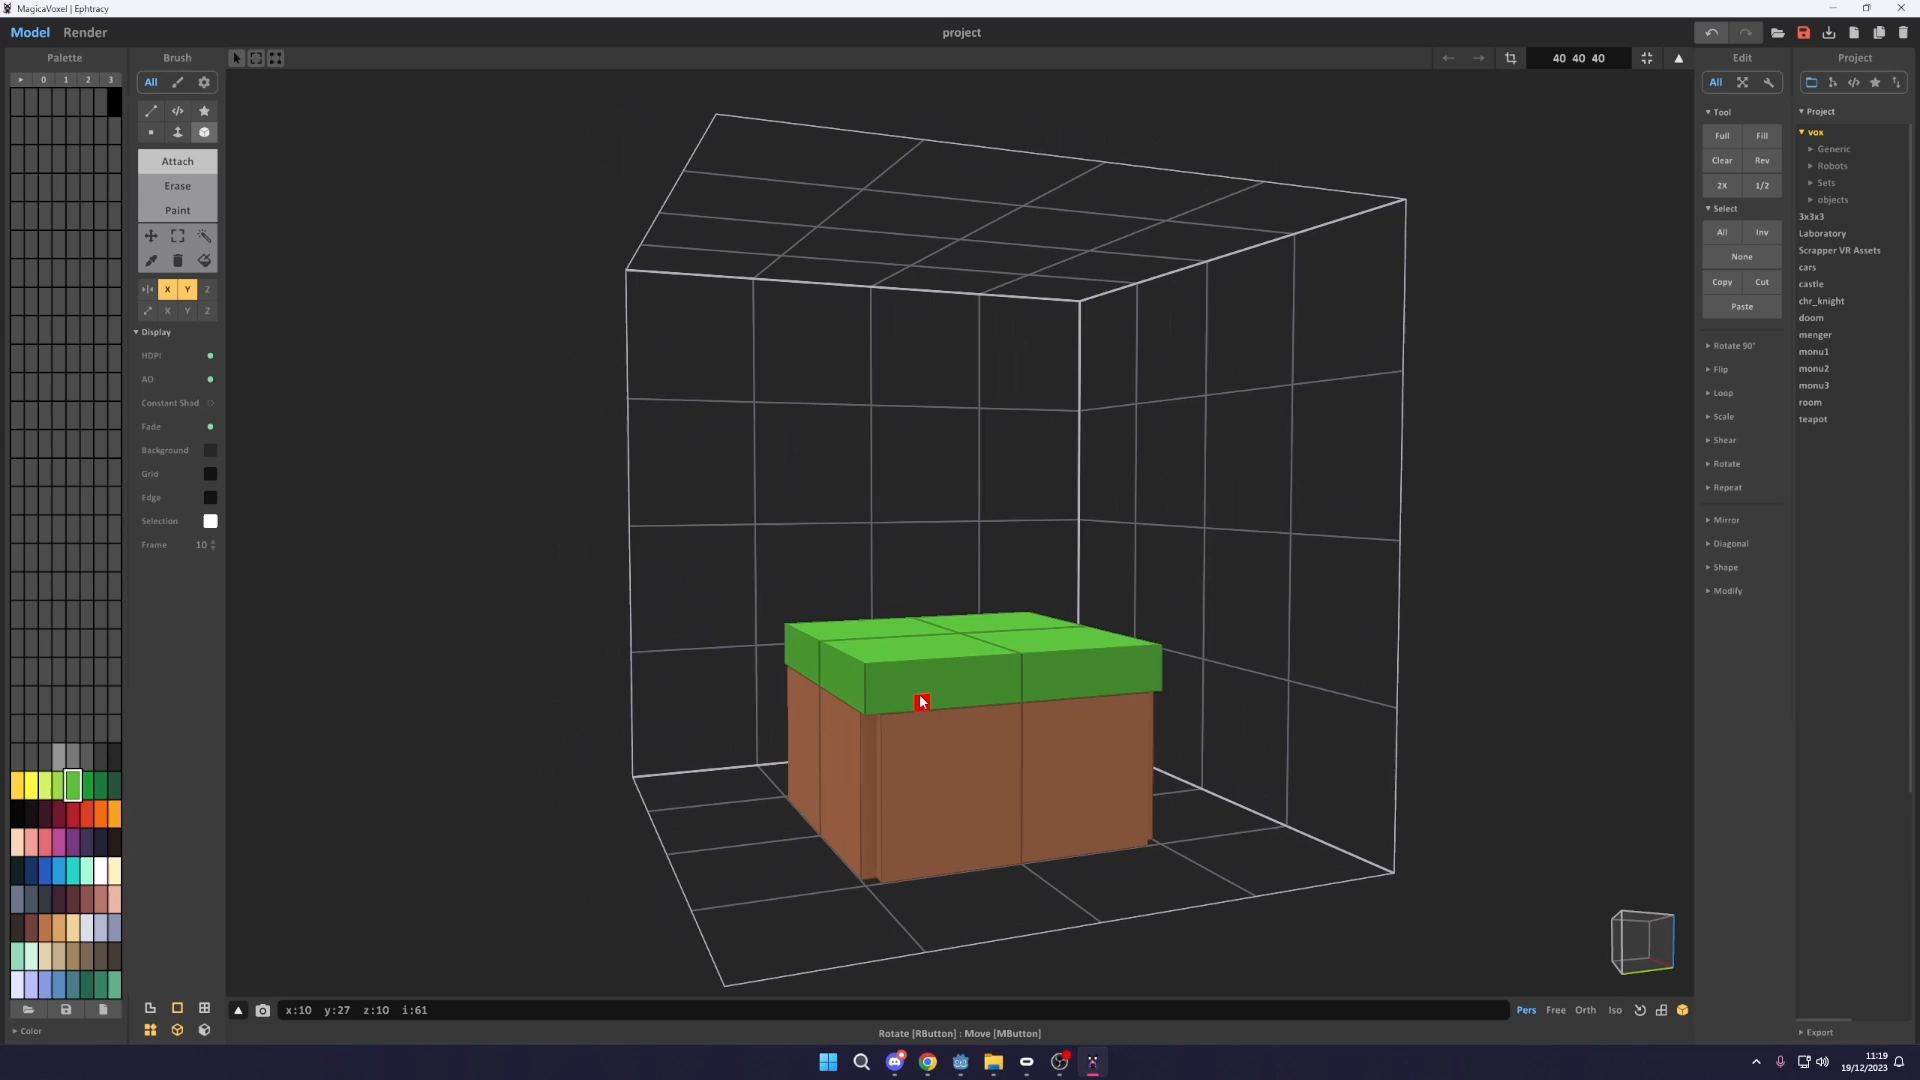 MagicaVoxel | Ephtracy
Model Render
project
40 40 40
Palette
0 1 2 3
Brush
All
Attach
Erase
Paint
X Y Z
X Y Z
Display
HDPI
AO
Constant Shad
Fade
Background
Grid
Edge
Selection
Frame 10
Color
Edit
All
Tool
Full Fill
Clear Rev
2X 1/2
Select
All Inv
None
Copy Cut
Paste
Rotate 90°
Flip
Loop
Scale
Shear
Rotate
Repeat
Mirror
Diagonal
Shape
Modify
Project
Project
vox
Generic
Robots
Sets
objects
3x3x3
Laboratory
Scrapper VR Assets
cars
castle
chr_knight
doom
menger
monu1
monu2
monu3
room
teapot
Export
x:10 y:27 z:10 i:61
Pers Free Orth Iso
Rotate [RButton] : Move [MButton]
11:19
19/12/2023